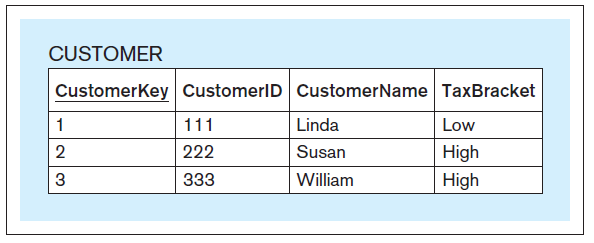 CUSTOMER
CustomerKey CustomerID CustomerName TaxBracket
1 111 Linda Low
2 222 Susan High
3 333 William High